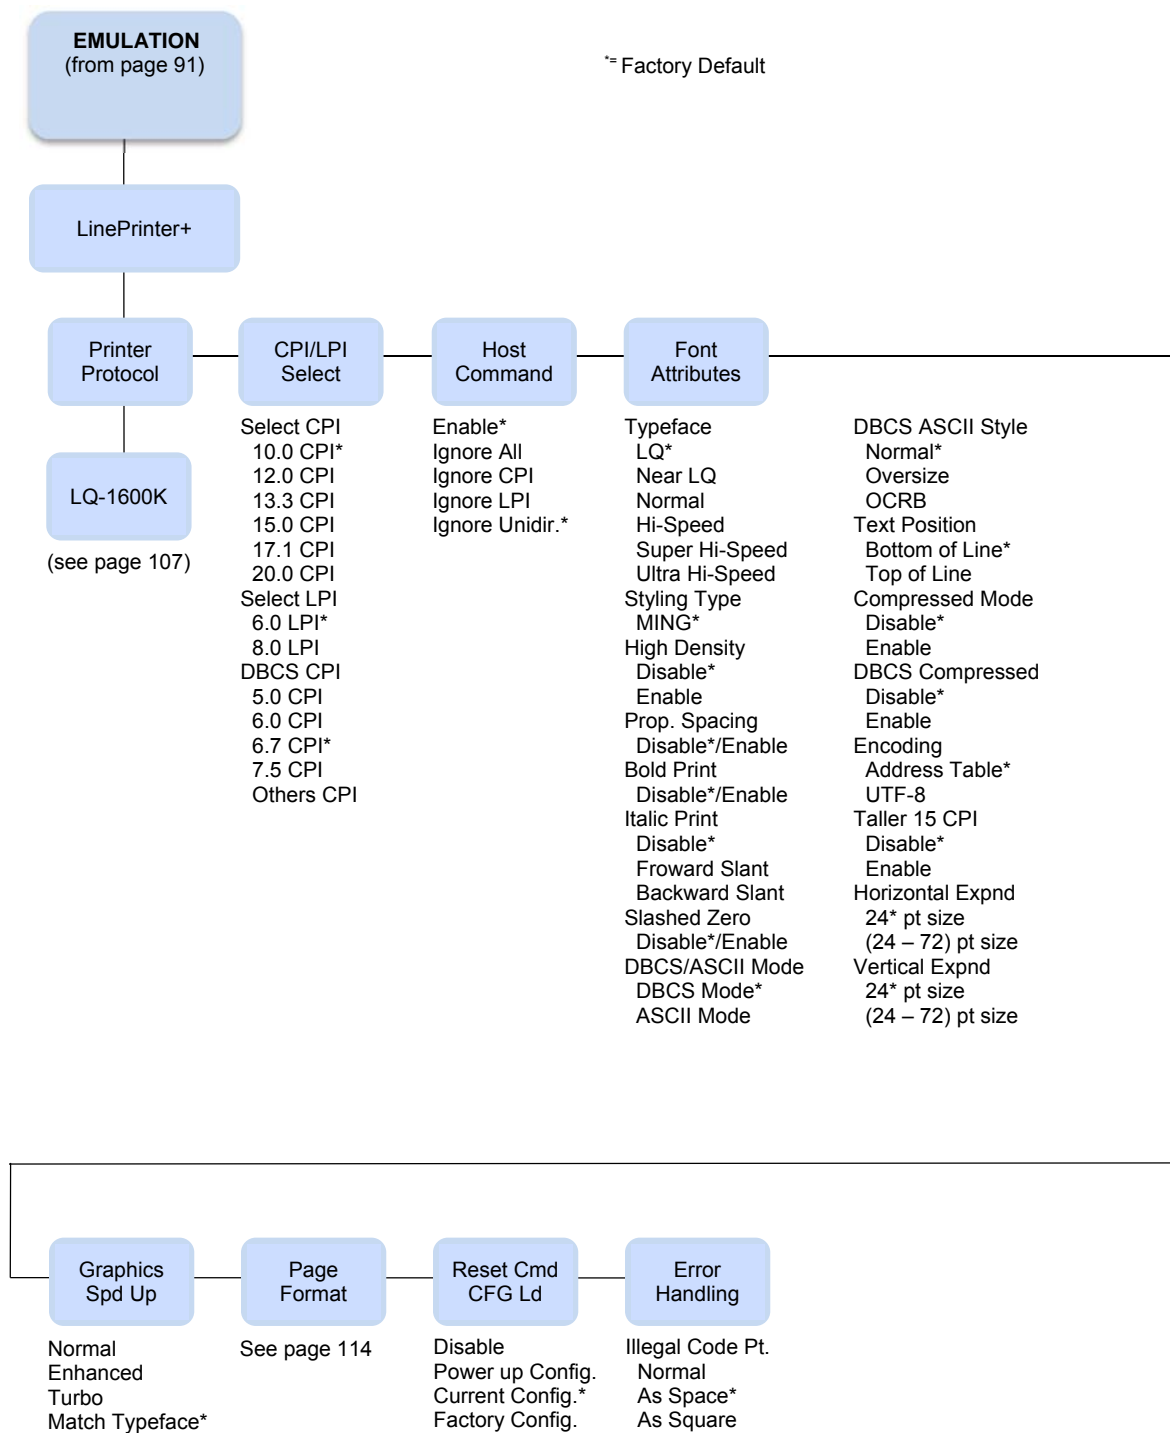 EMULATION
(from page 91)
*= Factory Default
LinePrinter+
Printer
Protocol
CPI/LPI
Select
Host
Command
Font
Attributes
LQ-1600K
(see page 107)
Select CPI
10.0 CPI*
12.0 CPI
13.3 CPI
15.0 CPI
17.1 CPI
20.0 CPI
Select LPI
6.0 LPI*
8.0 LPI
DBCS CPI
5.0 CPI
6.0 CPI
6.7 CPI*
7.5 CPI
Others CPI
Enable*
Ignore All
Ignore CPI
Ignore LPI
Ignore Unidir.*
Typeface
LQ*
Near LQ
Normal
Hi-Speed
Super Hi-Speed
Ultra Hi-Speed
Styling Type
MING*
High Density
Disable*
Enable
Prop. Spacing
Disable*/Enable
Bold Print
Disable*/Enable
Italic Print
Disable*
Froward Slant
Backward Slant
Slashed Zero
Disable*/Enable
DBCS/ASCII Mode
DBCS Mode*
ASCII Mode
DBCS ASCII Style
Normal*
Oversize
OCRB
Text Position
Bottom of Line*
Top of Line
Compressed Mode
Disable*
Enable
DBCS Compressed
Disable*
Enable
Encoding
Address Table*
UTF-8
Taller 15 CPI
Disable*
Enable
Horizontal Expnd
24* pt size
(24 – 72) pt size
Vertical Expnd
24* pt size
(24 – 72) pt size
Graphics
Spd Up
Page
Format
Reset Cmd
CFG Ld
Error
Handling
Normal
Enhanced
Turbo
Match Typeface*
See page 114
Disable
Power up Config.
Current Config.*
Factory Config.
Illegal Code Pt.
Normal
As Space*
As Square